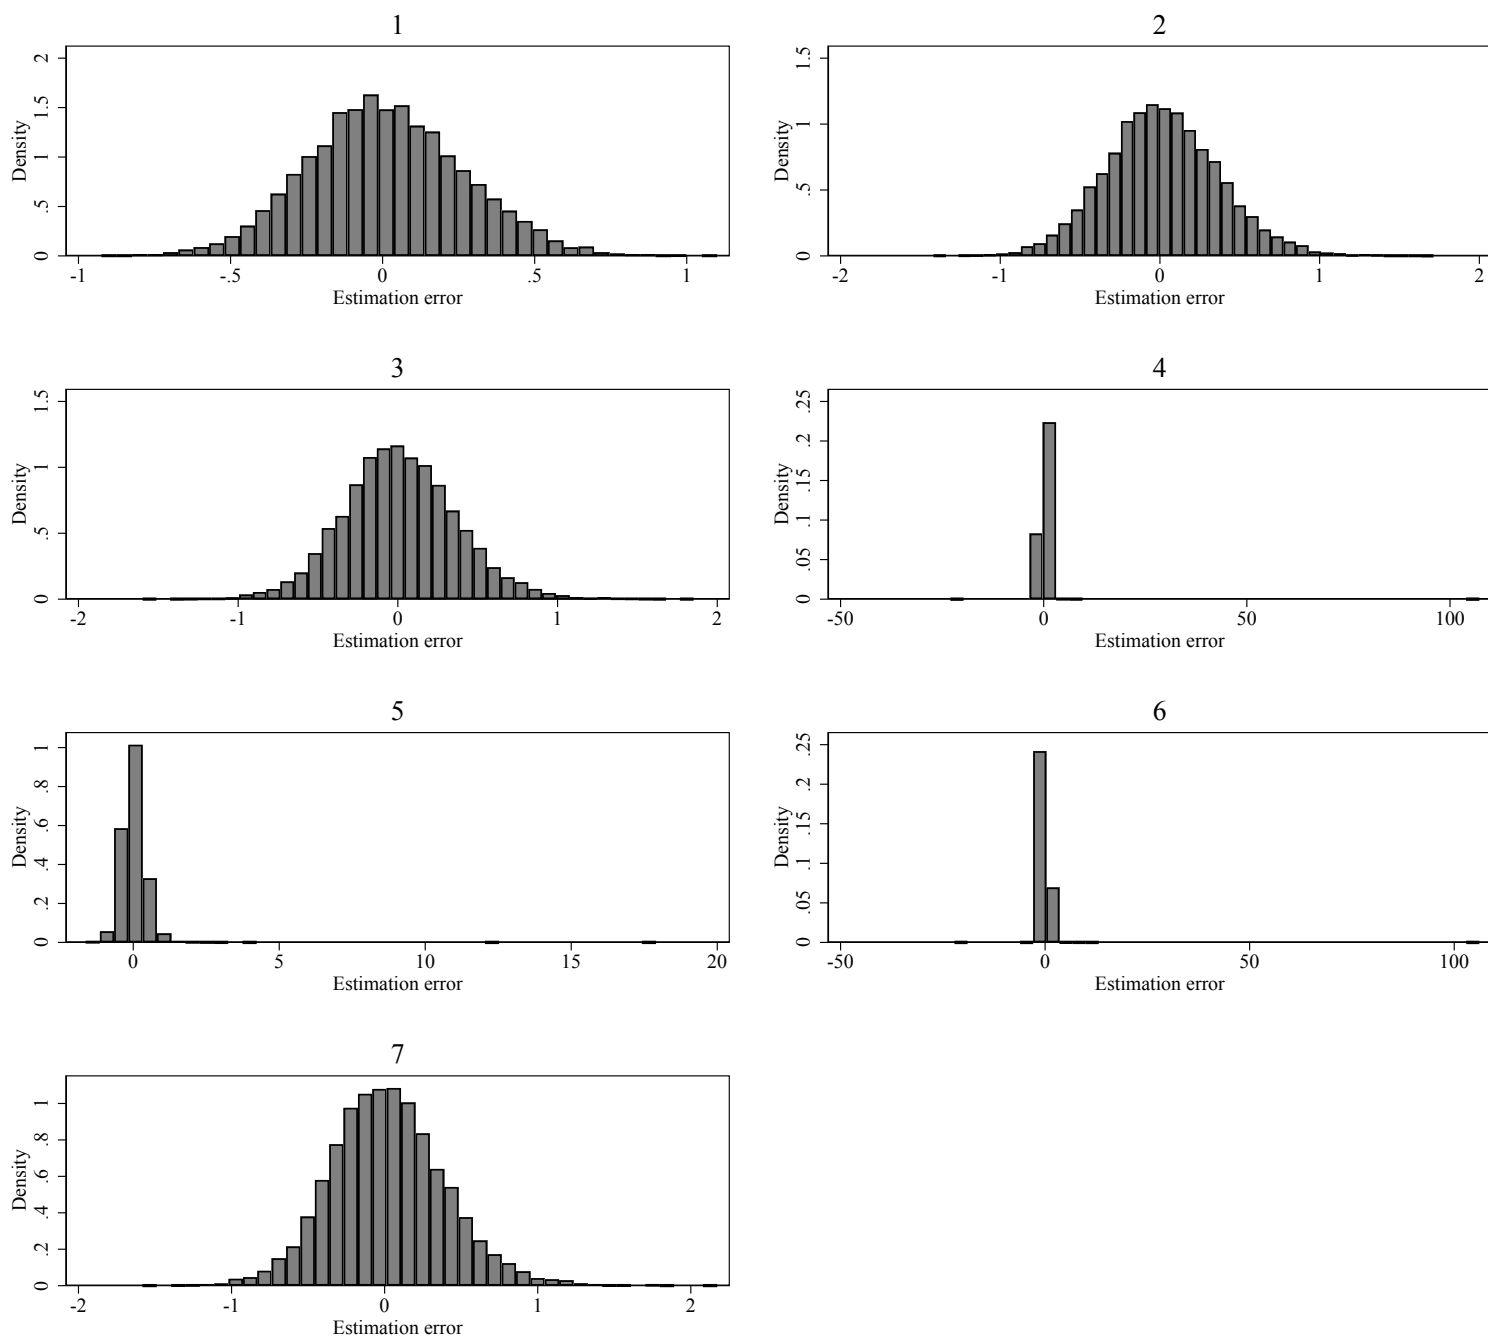 1
2
Density
0 .5 1 1.5 2
-1 -.5 0 .5 1
Estimation error
Density
0 .5 1 1.5
-2 -1 0 1 2
Estimation error
3
4
Density
0 .5 1 1.5
-2 -1 0 1 2
Estimation error
Density
0 .05 .1 .15 .2 .25
-50 0 50 100
Estimation error
5
6
Density
0 .2 .4 .6 .8 1
0 5 10 15 20
Estimation error
Density
0 .05 .1 .15 .2 .25
-50 0 50 100
Estimation error
7
Density
0 .2 .4 .6 .8 1
-2 -1 0 1 2
Estimation error